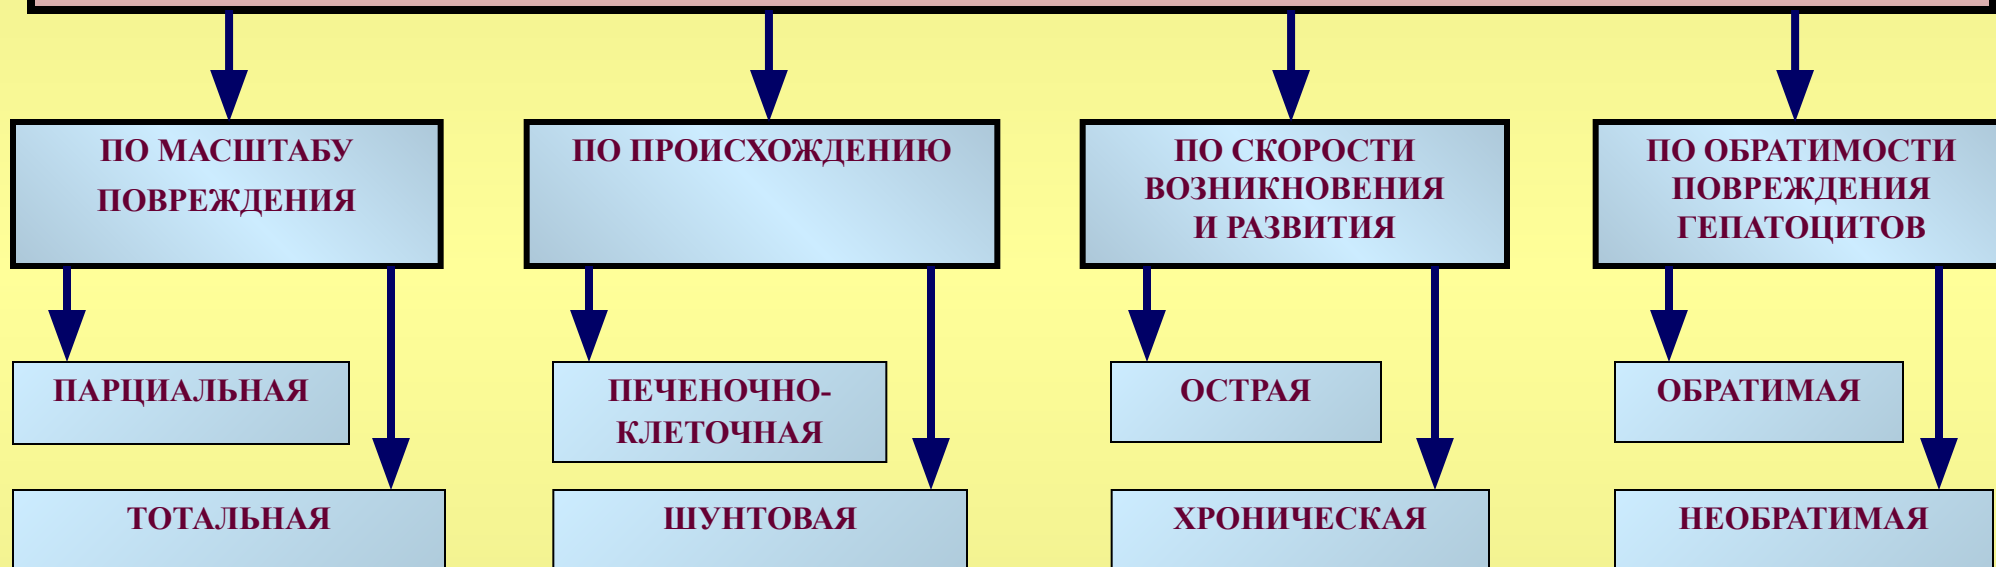 ПО МАСШТАБУ
ПОВРЕЖДЕНИЯ
ПО ПРОИСХОЖДЕНИЮ
ПО СКОРОСТИ
ВОЗНИКНОВЕНИЯ
И РАЗВИТИЯ
ПО ОБРАТИМОСТИ
ПОВРЕЖДЕНИЯ
ГЕПАТОЦИТОВ
ПАРЦИАЛЬНАЯ
ПЕЧЕНОЧНО-
КЛЕТОЧНАЯ
ОСТРАЯ
ОБРАТИМАЯ
ТОТАЛЬНАЯ
ШУНТОВАЯ
ХРОНИЧЕСКАЯ
НЕОБРАТИМАЯ